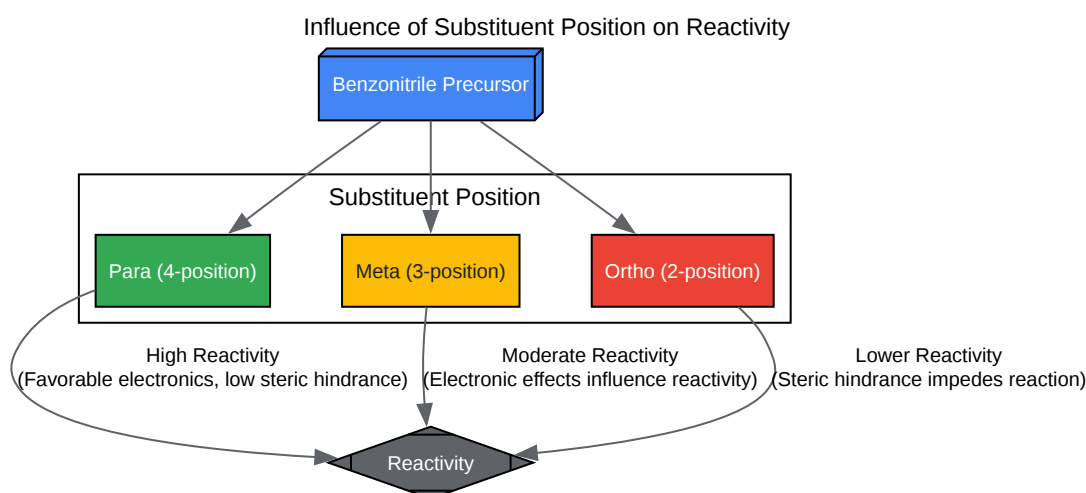 Influence of Substituent Position on Reactivity
Benzonitrile Precursor
Substituent Position
Para (4-position)
Meta (3-position)
Ortho (2-position)
High Reactivity
(Favorable electronics, low steric hindrance)
Moderate Reactivity
(Electronic effects influence reactivity)
Lower Reactivity
(Steric hindrance impedes reaction)
Reactivity